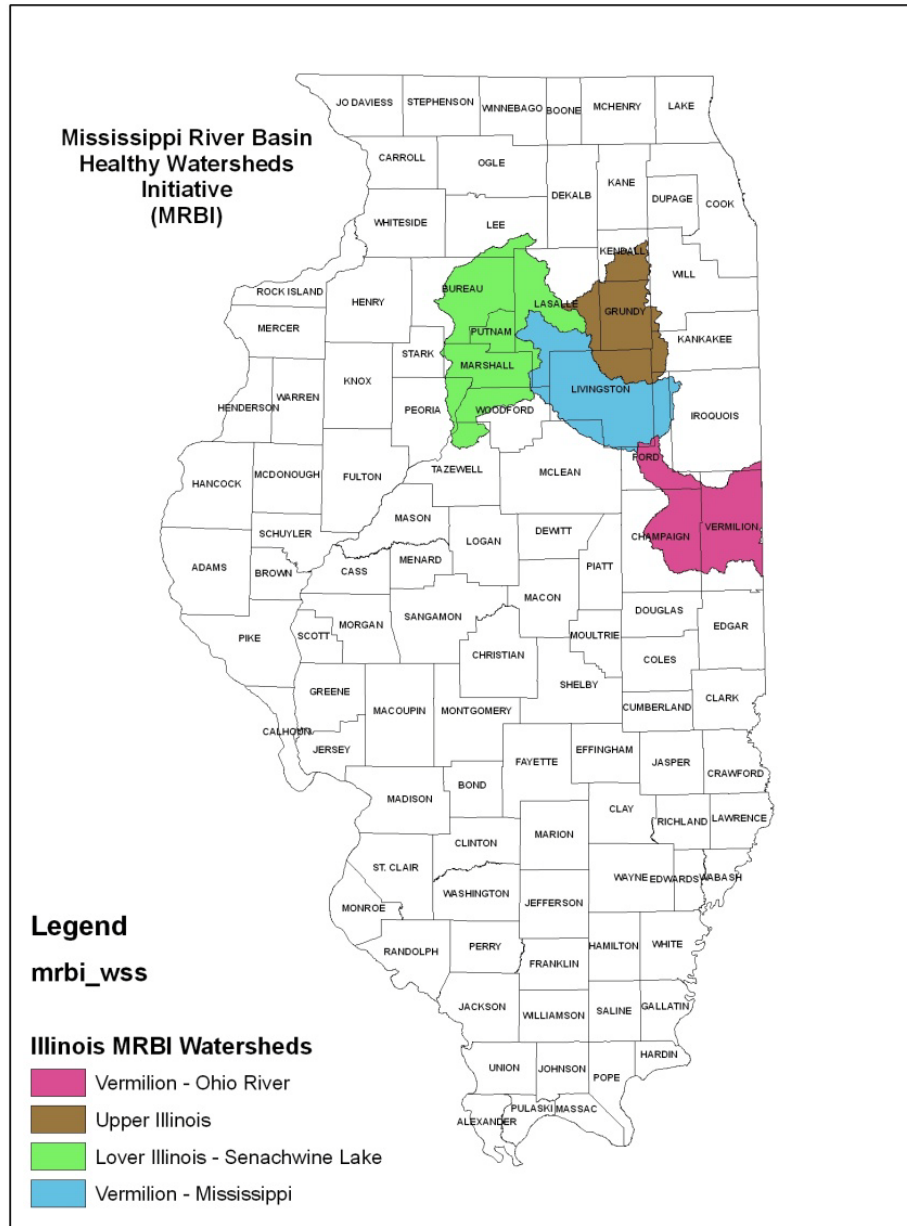 JO DAVIESS
STEPHENSON
WINNEBAGO
BOONE
MCHENRY
LAKE
Mississippi River Basin
Healthy Watersheds
Initiative
(MRBI)
CARROLL
OGLE
DEKALB
KANE
DUPAGE
COOK
WHITESIDE
LEE
KENDALL
WILL
ROCK ISLAND
HENRY
BUREAU
LASALLE
GRUNDY
MERCER
PUTNAM
KANKAKEE
STARK
MARSHALL
KNOX
LIVINGSTON
HENDERSON
WARREN
PEORIA
WOODFORD
IROQUOIS
FORD
HANCOCK
MCDONOUGH
FULTON
TAZEWELL
MCLEAN
MASON
VERMILION
SCHUYLER
LOGAN
DEWITT
CHAMPAIGN
ADAMS
BROWN
CASS
MENARD
PIATT
MACON
SANGAMON
DOUGLAS
PIKE
SCOTT
MORGAN
MOULTRIE
EDGAR
CHRISTIAN
COLES
GREENE
SHELBY
MACOUPIN
MONTGOMERY
CUMBERLAND
CLARK
CALHOUN
JERSEY
FAYETTE
EFFINGHAM
JASPER
CRAWFORD
MADISON
BOND
CLAY
RICHLAND
LAWRENCE
MARION
CLINTON
ST. CLAIR
WAYNE
EDWARDS
WABASH
WASHINGTON
JEFFERSON
MONROE
RANDOLPH
PERRY
HAMILTON
WHITE
FRANKLIN
JACKSON
WILLIAMSON
SALINE
GALLATIN
UNION
JOHNSON
POPE
HARDIN
ALEXANDER
PULASKI
MASSAC
Legend
mrbi_wss
Illinois MRBI Watersheds
Vermilion - Ohio River
Upper Illinois
Lover Illinois - Senachwine Lake
Vermilion - Mississippi